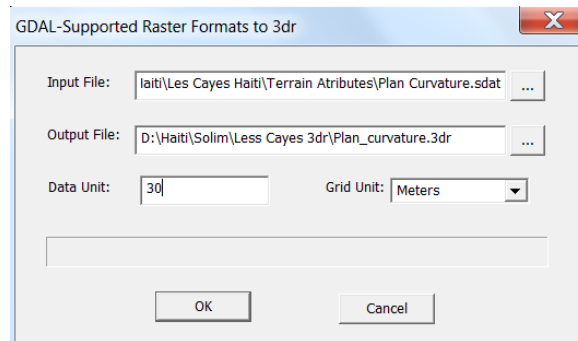 GDAL-Supported Raster Formats to 3dr
X
Input File: laiti\Les Cayes Haiti\Terrain Atributes\Plan Curvature.sdat ...
Output File: D:\Haiti\Solim\Less Cayes 3dr\Plan_curvature.3dr ...
Data Unit: 30 Grid Unit: Meters
OK Cancel